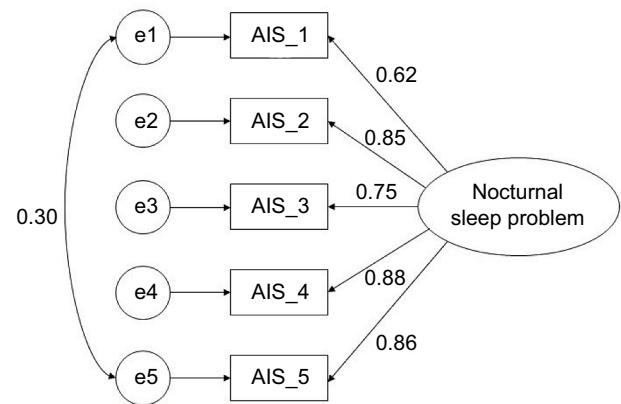 e1
AIS_1
0.62
e2
AIS_2
0.85
e3
AIS_3
0.75
Nocturnal
sleep problem
0.30
e4
AIS_4
0.88
0.86
e5
AIS_5